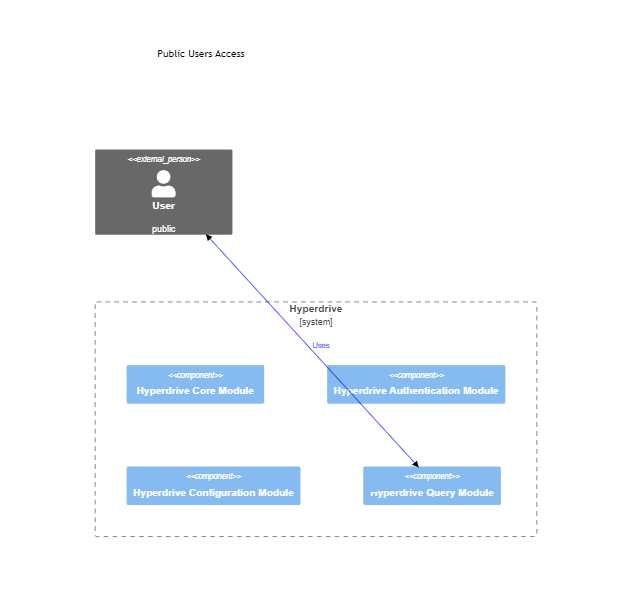 Public Users Access
<<external_person>>
User
public
Hyperdrive
[system]
Uses
<<component>>
Hyperdrive Core Module
<<component>>
Hyperdrive Authentication Module
<<component>>
Hyperdrive Configuration Module
<<component>>
Hyperdrive Query Module